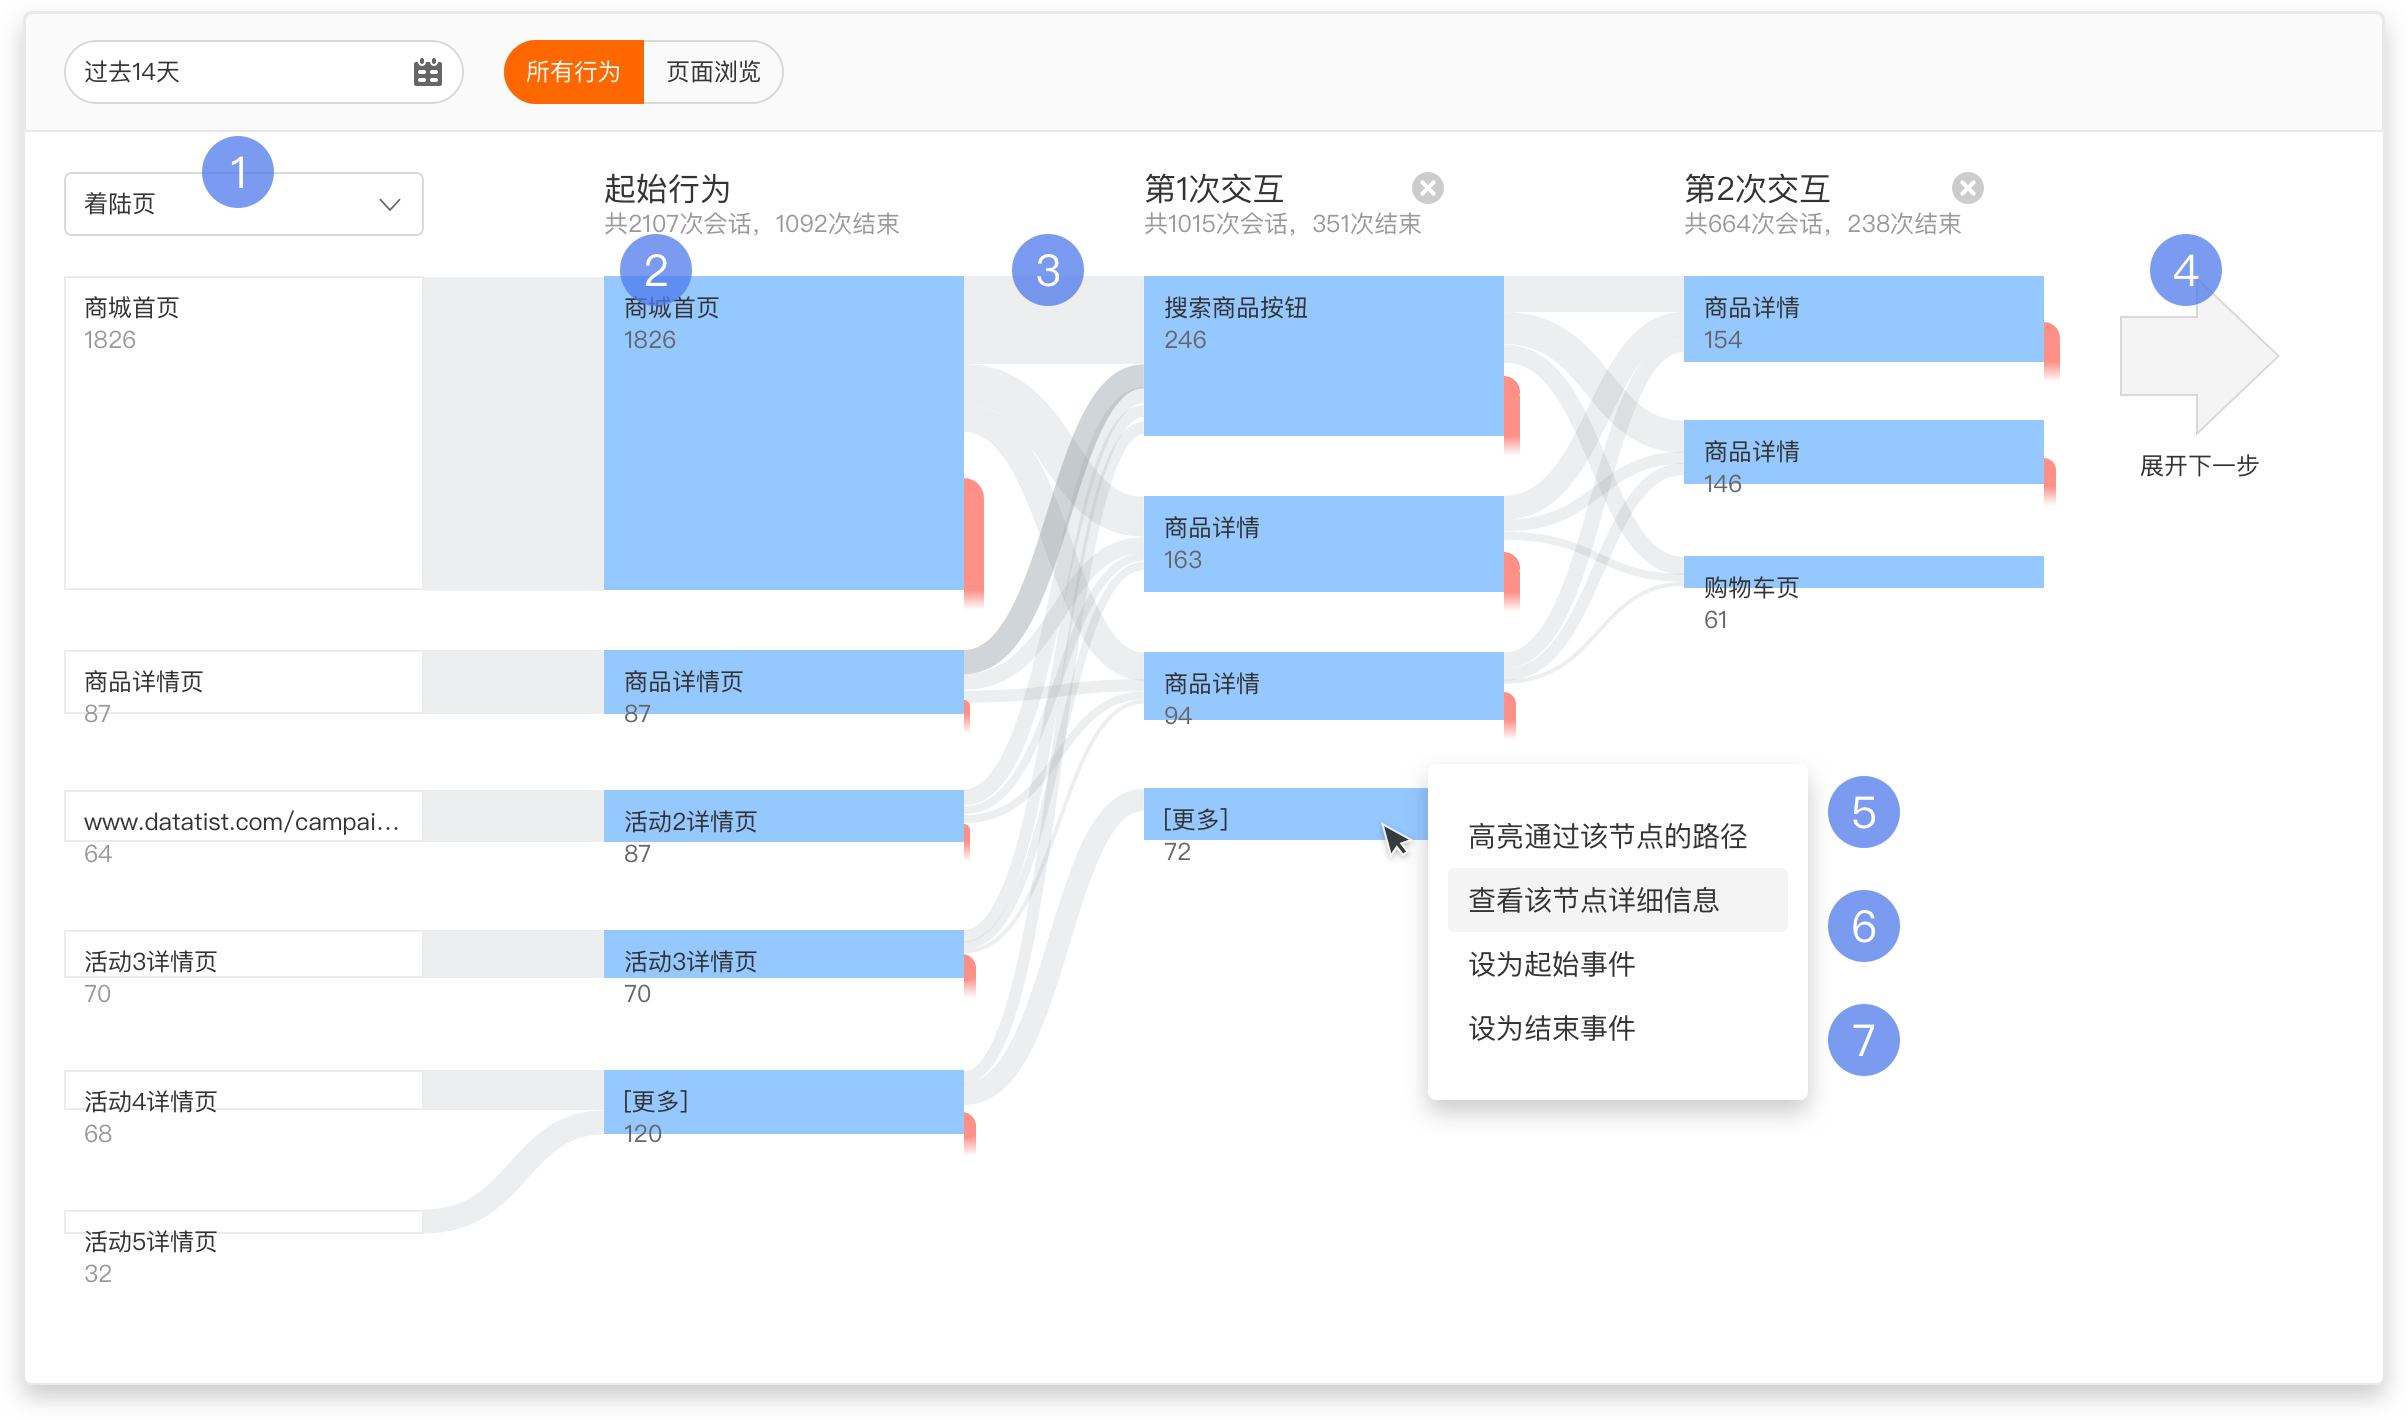 过去14天
所有行为
页面浏览
1
着陆页
起始行为
共2107次会话，1092次结束
第1次交互
共1015次会话，351次结束
第2次交互
共664次会话，238次结束
2
3
4
商城首页
1826
商品详情页
87
www.datatist.com/campai...
64
活动3详情页
70
活动4详情页
68
活动5详情页
32
商城首页
1826
商品详情页
87
活动2详情页
87
活动3详情页
70
[更多]
120
搜索商品按钮
246
商品详情
163
商品详情
94
[更多]
72
商品详情
154
商品详情
146
购物车页
61
展开下一步
高亮通过该节点的路径
查看该节点详细信息
设为起始事件
设为结束事件
5
6
7